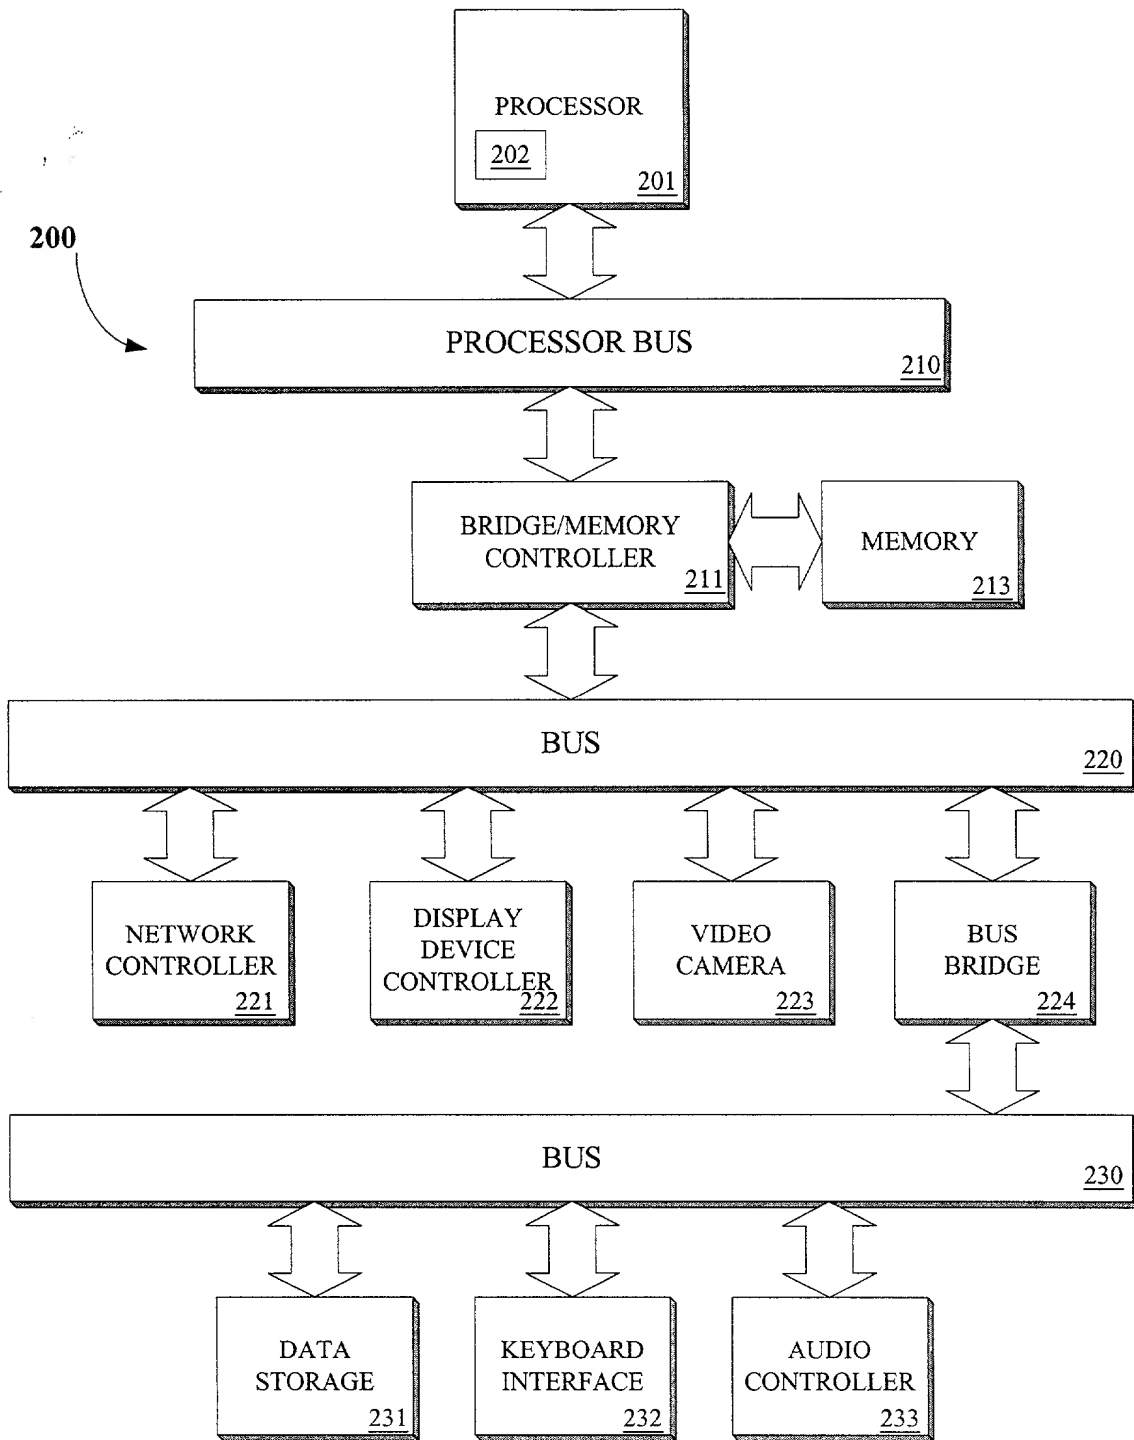 PROCESSOR
202
201
200
PROCESSOR BUS
210
BRIDGE/MEMORY
CONTROLLER
211
MEMORY
213
BUS
220
NETWORK
CONTROLLER
221
DISPLAY
DEVICE
CONTROLLER
222
VIDEO
CAMERA
223
BUS
BRIDGE
224
BUS
230
DATA
STORAGE
231
KEYBOARD
INTERFACE
232
AUDIO
CONTROLLER
233